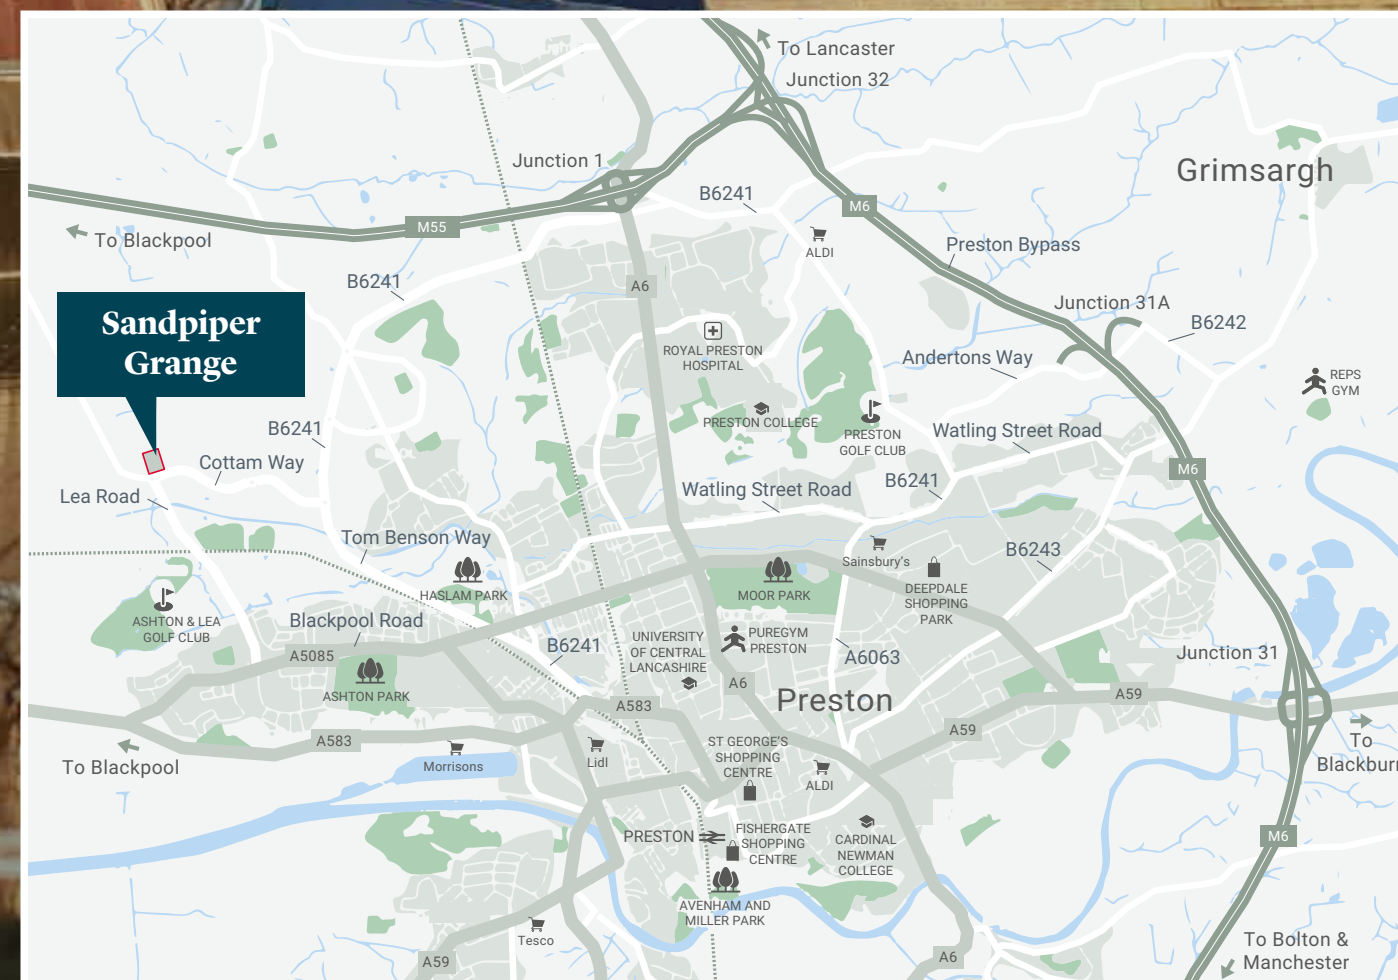 To Lancaster
Junction 32
Junction 1
Grimsargh
B6241
M6
M55
To Blackpool
ALDI
Preston Bypass
B6241
A6
Junction 31A
B6242
Sandpiper
Grange
ROYAL PRESTON
HOSPITAL
Andertons Way
REPS
GYM
PRESTON COLLEGE
PRESTON
GOLF CLUB
B6241
Watling Street Road
Cottam Way
M6
Lea Road
Watling Street Road
B6241
Tom Benson Way
Sainsbury's
B6243
HASLAM PARK
MOOR PARK
DEEPDALE
SHOPPING
PARK
ASHTON & LEA
GOLF CLUB
Blackpool Road
UNIVERSITY
OF CENTRAL
LANCASHIRE
PUREGYM
PRESTON
B6241
A6063
A5085
Junction 31
ASHTON PARK
A6
Preston
A59
A583
A59
A583
ST GEORGE'S
SHOPPING
CENTRE
To
Blackburn
To Blackpool
Morrisons
Lidl
ALDI
PRESTON
FISHERGATE
SHOPPING
CENTRE
CARDINAL
NEWMAN
COLLEGE
M6
AVENHAM AND
MILLER PARK
Tesco
A59
A6
To Bolton &
Manchester